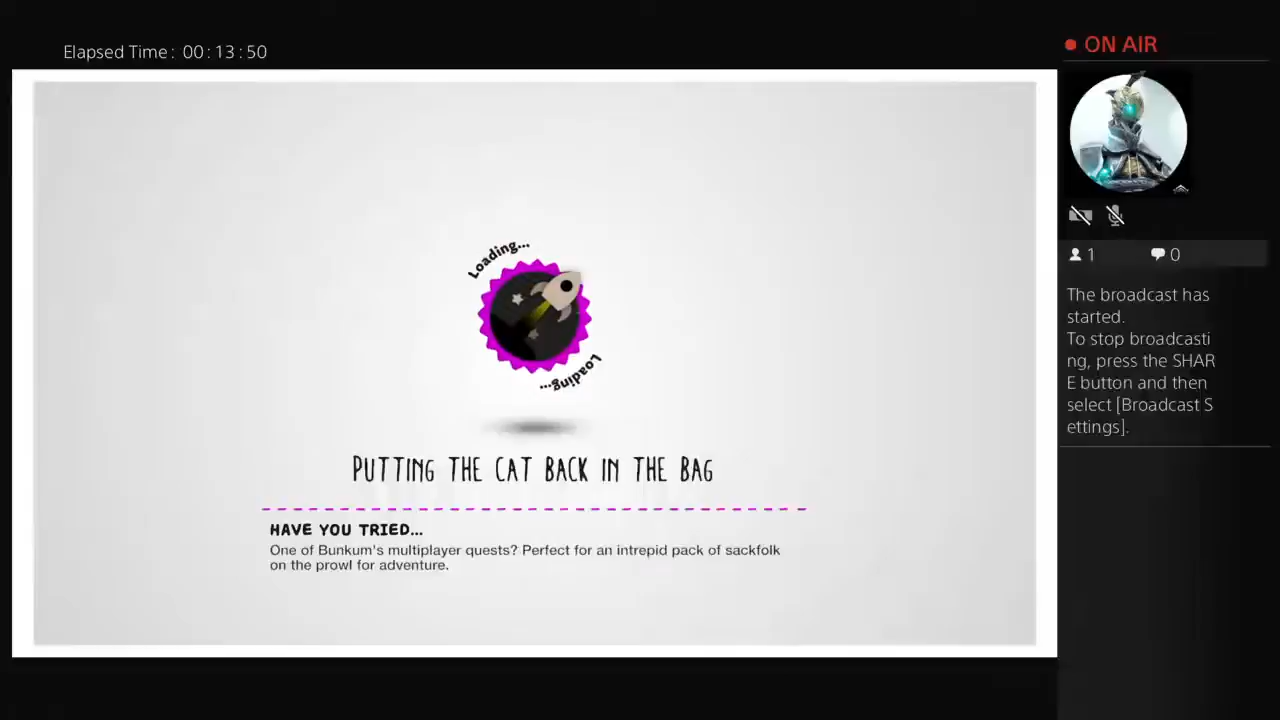 Elapsed Time: 00:13:50
ON AIR
Loading...
Loading...
PUTTING THE CAT BACK IN THE BAG
HAVE YOU TRIED...
One of Bunkum's multiplayer quests? Perfect for an intrepid pack of sackfolk
on the prowl for adventure.
1
0
The broadcast has
started.
To stop broadcasti
ng, press the SHAR
E button and then
select [Broadcast S
ettings].